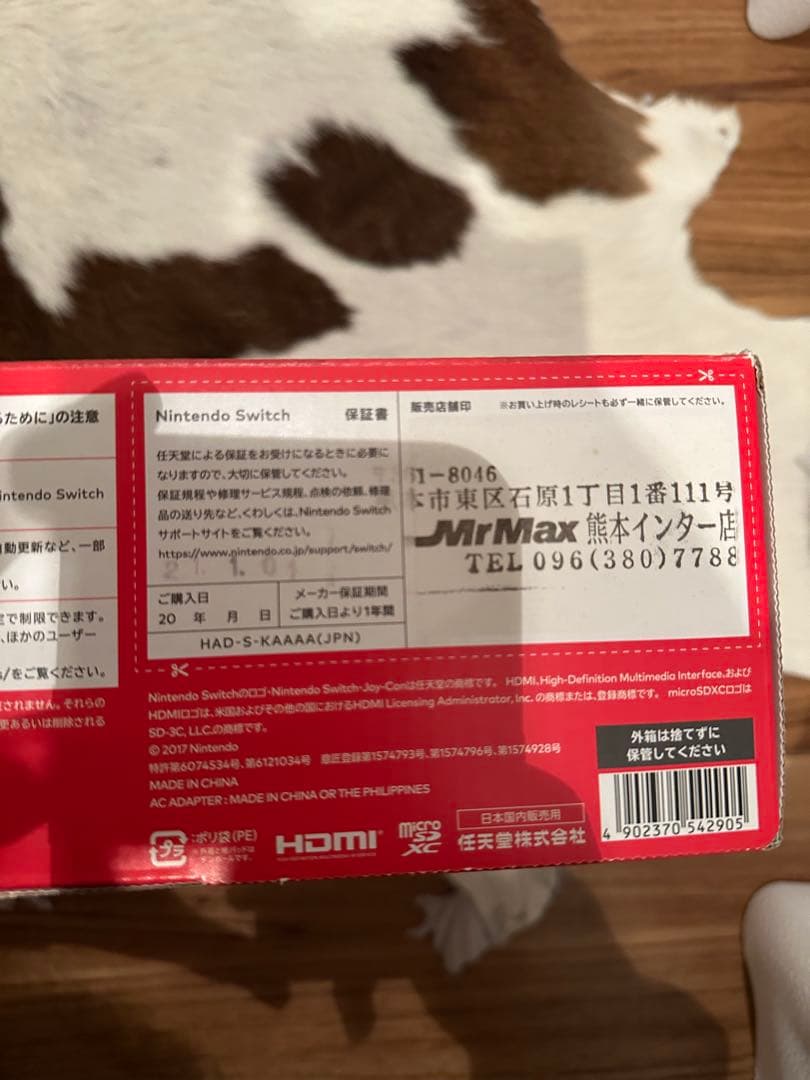 るために」の注意
intendo Switch
自動更新など、一部
い。
定で制限できます。
、ほかのユーザー
s/をご覧ください。
されません。それらの
更あるいは削除される
Nintendo Switch 保証書
任天堂による保証をお受けになるときに必要に
なりますので、大切に保管してください。
保証規程や修理サービス規程、点検の依頼、修理
品の送り先など、くわしくは、Nintendo Switch
サポートサイトをご覧ください。
https://www.nintendo.co.jp/support/switch/
ご購入日
20 年 月 日
メーカー保証期間
ご購入日より1年間
HAD-S-KAAAA(JPN)
販売店舗印 ※お買い上げ時のレシートも必ず一緒に保管してください。
1-8046
本市東区石原1丁目1番111号
MrMax 熊本インター店
TEL 096(380)7788
Nintendo Switchのロゴ・Nintendo Switch・Joy-Conは任天堂の商標です。 HDMI、High-Definition Multimedia Interface、および
HDMIロゴは、米国およびその他の国におけるHDMI Licensing Administrator, Inc. の商標または、登録商標です。 microSDXCロゴは
SD-3C, LLC.の商標です。
© 2017 Nintendo
特許第6074534号、第6121034号 意匠登録第1574793号、第1574796号、第1574928号
MADE IN CHINA
AC ADAPTER : MADE IN CHINA OR THE PHILIPPINES
外箱は捨てずに
保管してください
4 902370 542905
プラ :ポリ袋(PE)
HDMI
micro SD XC
日本国内販売用
任天堂株式会社